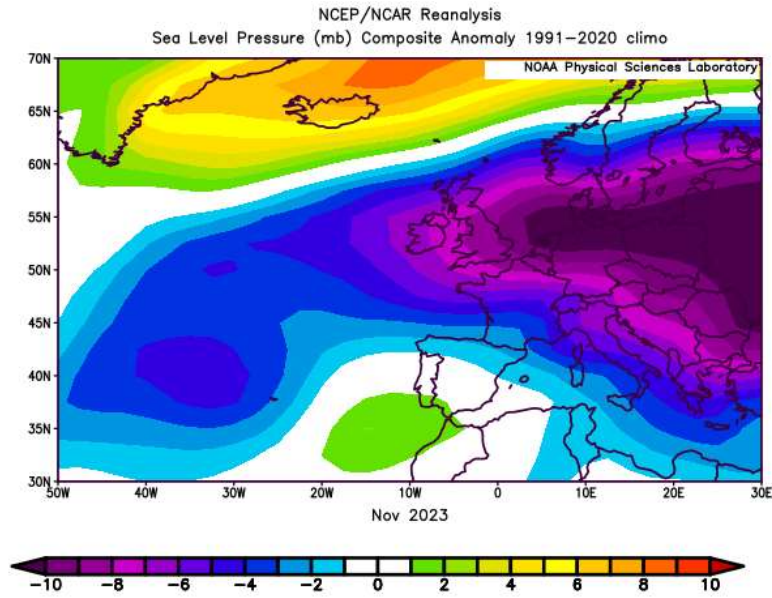 NCEP/NCAR Reanalysis
Sea Level Pressure (mb) Composite Anomaly 1991-2020 climo
NOAA Physical Sciences Laboratory
70N
65N
60N
55N
50N
45N
40N
35N
30N
50W 40W 30W 20W 10W 0 10E 20E 30E
Nov 2023
-10 -8 -6 -4 -2 0 2 4 6 8 10